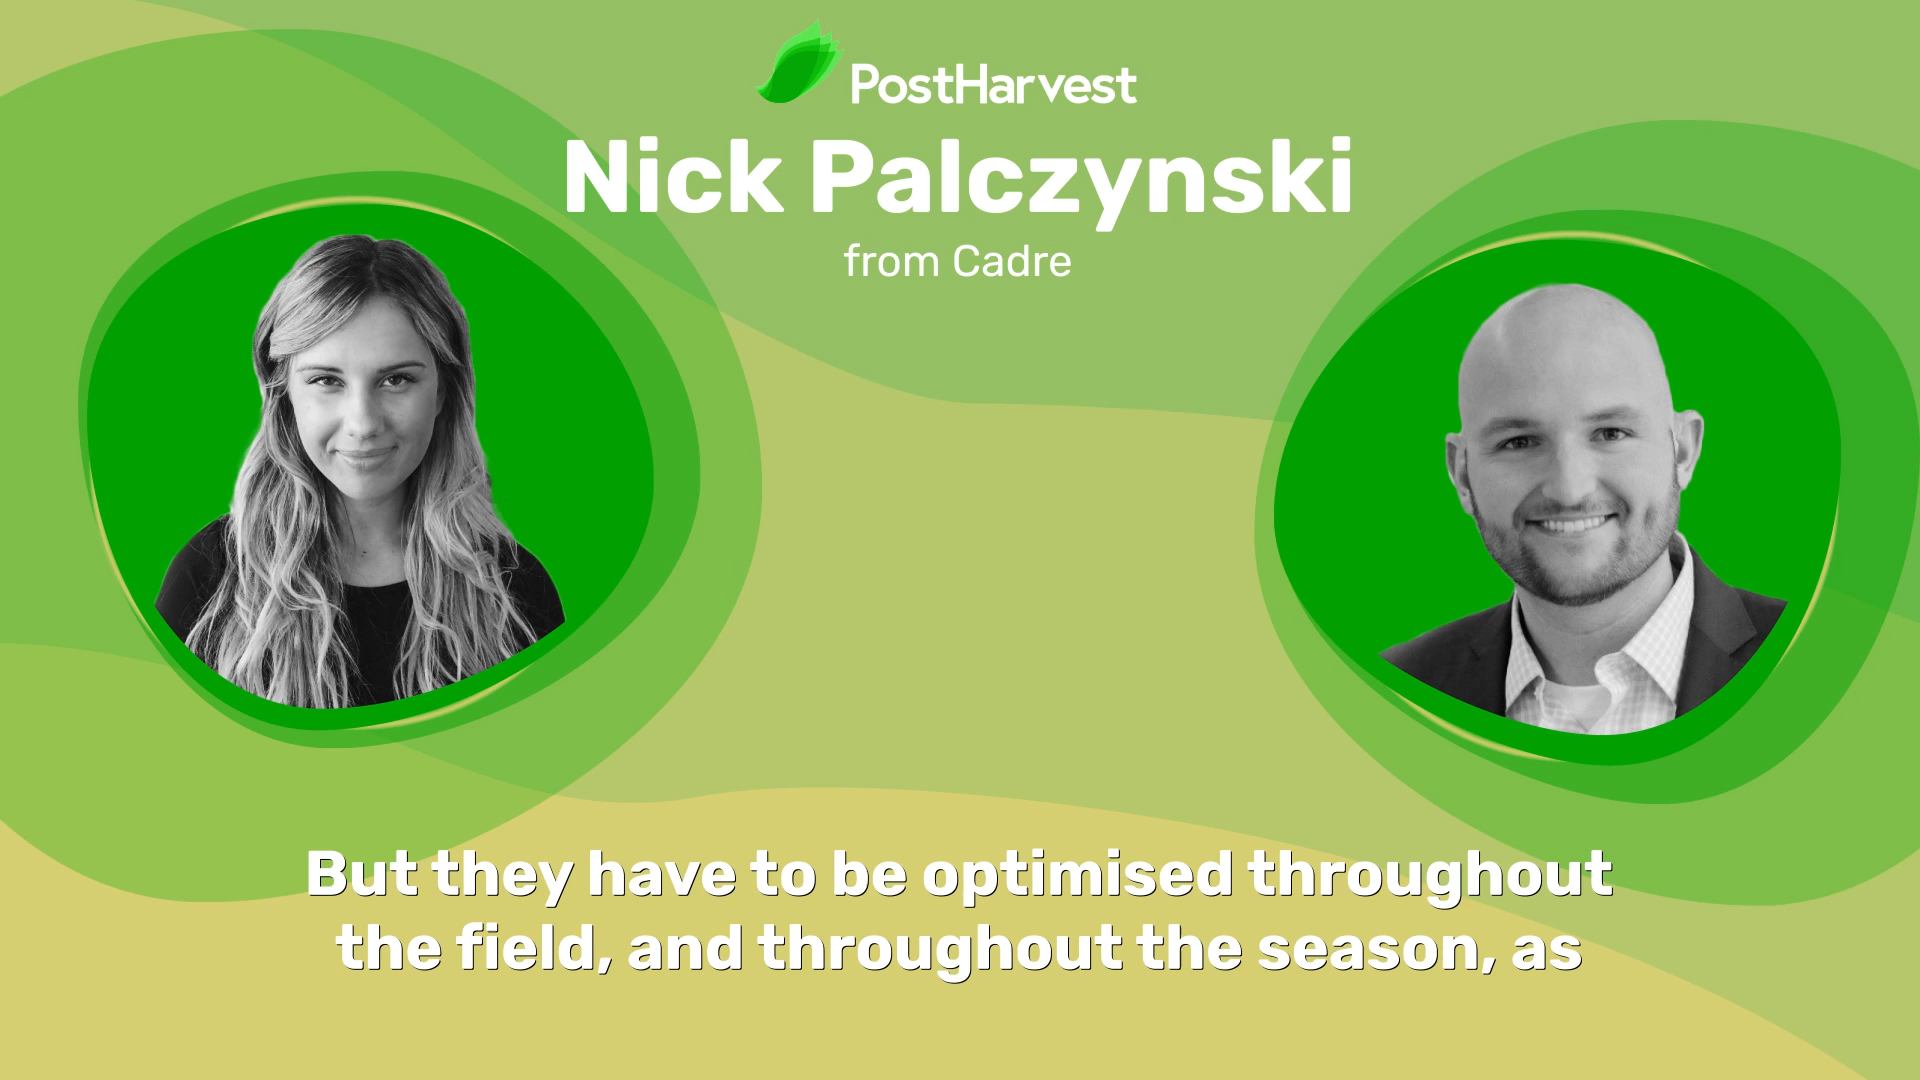 PostHarvest
Nick Palczynski
from Cadre
But they have to be optimised throughout
the field, and throughout the season, as